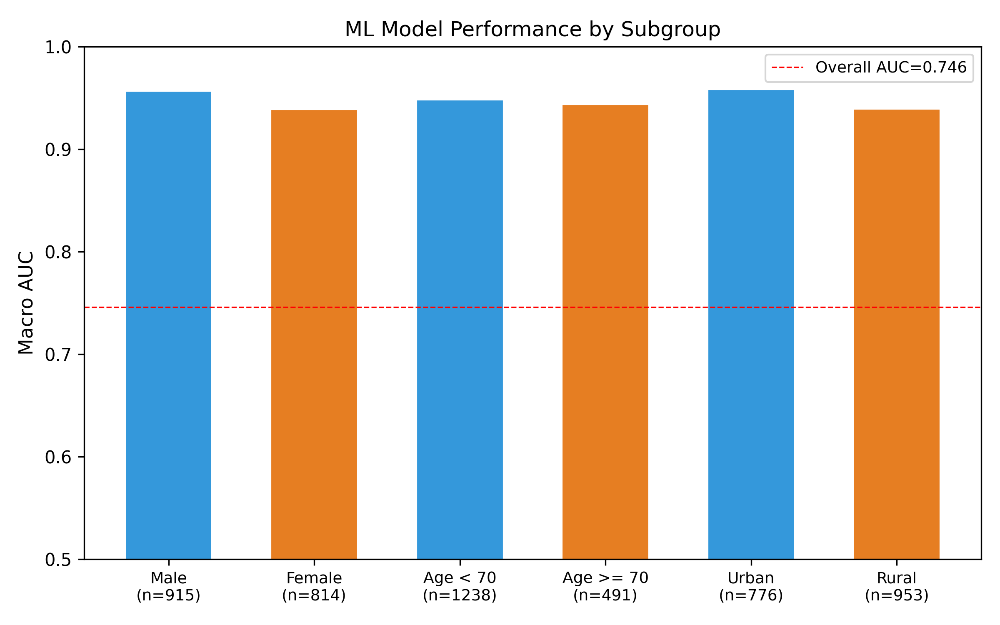 ML Model Performance by Subgroup
Overall AUC=0.746
Macro AUC
1.0
0.9
0.8
0.7
0.6
0.5
Male
(n=915)
Female
(n=814)
Age < 70
(n=1238)
Age >= 70
(n=491)
Urban
(n=776)
Rural
(n=953)